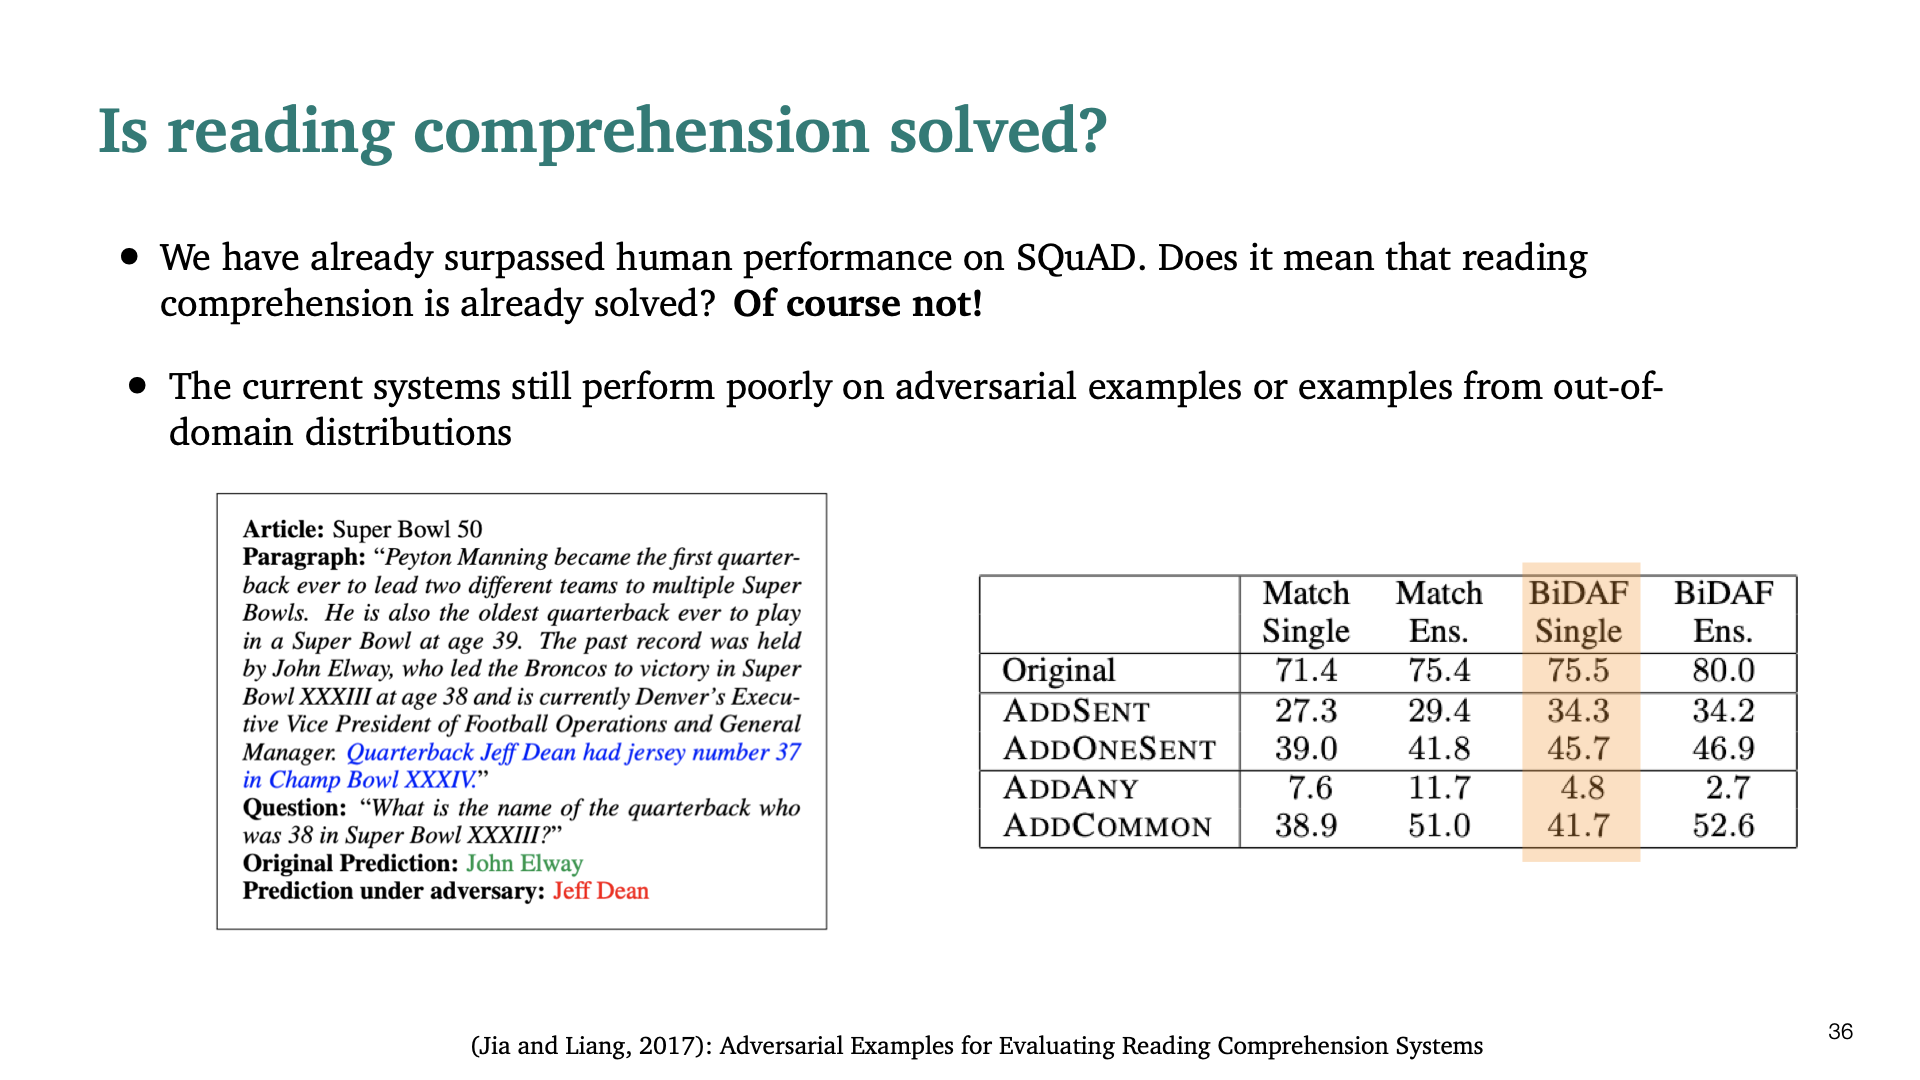 Is reading comprehension solved?
• We have already surpassed human performance on SQuAD. Does it mean that reading
comprehension is already solved? Of course not!
• The current systems still perform poorly on adversarial examples or examples from out-of-
domain distributions
Article: Super Bowl 50
Paragraph: “Peyton Manning became the first quarter-
back ever to lead two different teams to multiple Super
Bowls. He is also the oldest quarterback ever to play
in a Super Bowl at age 39. The past record was held
by John Elway, who led the Broncos to victory in Super
Bowl XXXIII at age 38 and is currently Denver’s Execu-
tive Vice President of Football Operations and General
Manager. Quarterback Jeff Dean had jersey number 37
in Champ Bowl XXXIV.”
Question: “What is the name of the quarterback who
was 38 in Super Bowl XXXIII?”
Original Prediction: John Elway
Prediction under adversary: Jeff Dean
Match Match BiDAF BiDAF
Single Ens. Single Ens.
Original 71.4 75.4 75.5 80.0
ADDSENT 27.3 29.4 34.3 34.2
ADDONESENT 39.0 41.8 45.7 46.9
ADDANY 7.6 11.7 4.8 2.7
ADDCOMMON 38.9 51.0 41.7 52.6
(Jia and Liang, 2017): Adversarial Examples for Evaluating Reading Comprehension Systems
36